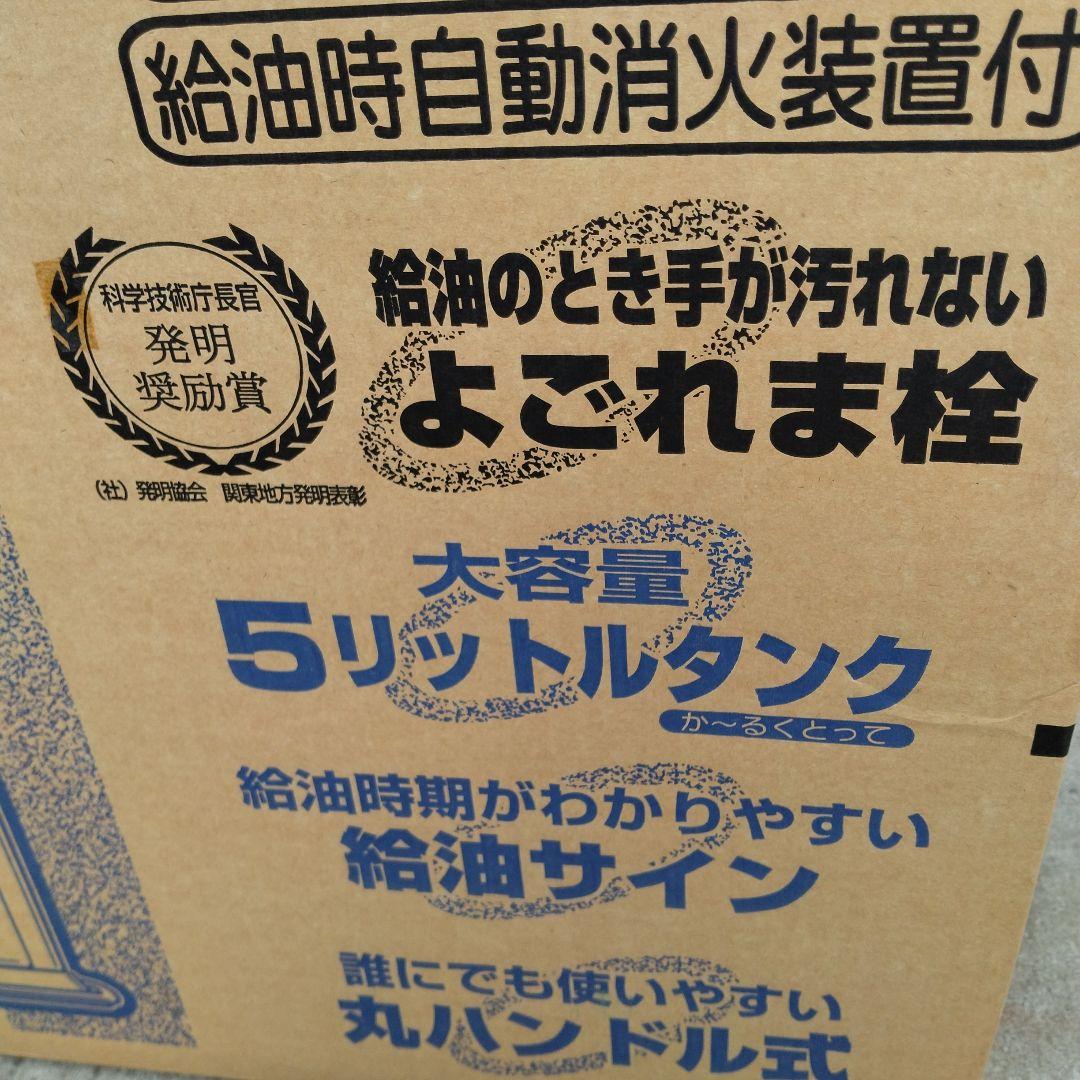 給油時自動消火装置付
科学技術庁長官
発明
奨励賞
(社)発明協会 関東地方発明表彰
給油のとき手が汚れない
よごれま栓
大容量
5リットルタンク
か〜るくとって
給油時期がわかりやすい
給油サイン
誰にでも使いやすい
丸ハンドル式